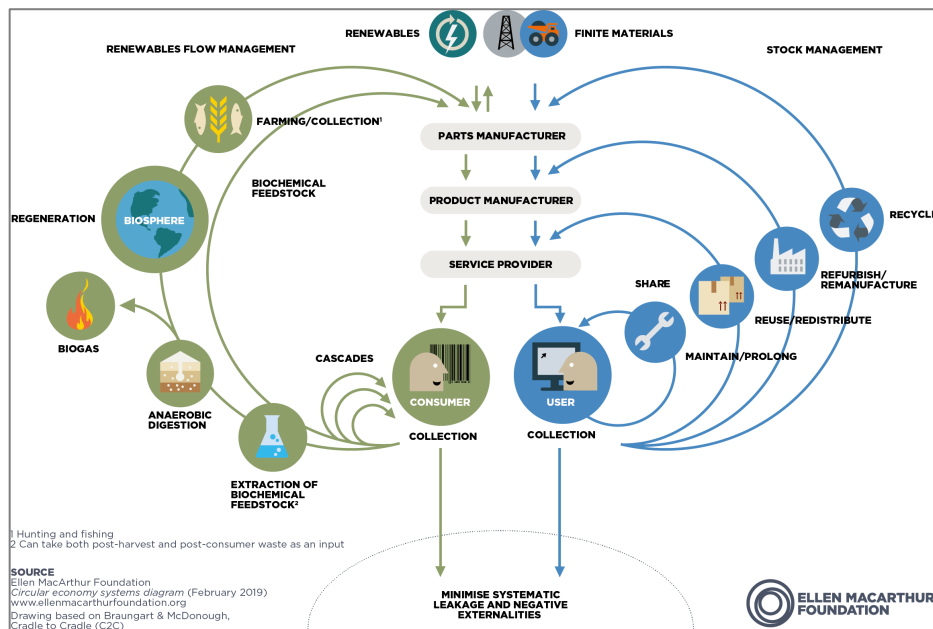 RENEWABLES
FINITE MATERIALS
RENEWABLES FLOW MANAGEMENT
STOCK MANAGEMENT
FARMING/COLLECTION¹
PARTS MANUFACTURER
BIOCHEMICAL
FEEDSTOCK
PRODUCT MANUFACTURER
REGENERATION
BIOSPHERE
RECYCLE
SERVICE PROVIDER
SHARE
REFURBISH/
REMANUFACTURE
REUSE/REDISTRIBUTE
BIOGAS
CASCADES
MAINTAIN/PROLONG
CONSUMER
USER
ANAEROBIC
DIGESTION
COLLECTION
COLLECTION
EXTRACTION OF
BIOCHEMICAL
FEEDSTOCK²
1 Hunting and fishing
2 Can take both post-harvest and post-consumer waste as an input
SOURCE
Ellen MacArthur Foundation
Circular economy systems diagram (February 2019)
www.ellenmacarthurfoundation.org
Drawing based on Braungart & McDonough,
Cradle to Cradle (C2C)
MINIMISE SYSTEMATIC
LEAKAGE AND NEGATIVE
EXTERNALITIES
ELLEN MACARTHUR
FOUNDATION